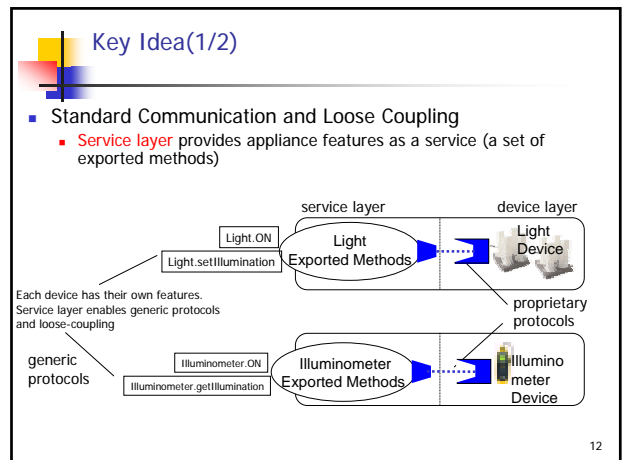 Key Idea(1/2)
Standard Communication and Loose Coupling
Service layer provides appliance features as a service (a set of
exported methods)
service layer
device layer
Light.ON
Light.setIllumination
Light
Exported Methods
Light
Device
Each device has their own features.
Service layer enables generic protocols
and loose-coupling
proprietary
protocols
generic
protocols
Illuminometer.ON
Illuminometer.getIllumination
Illuminometer
Exported Methods
Illumino
meter
Device
12